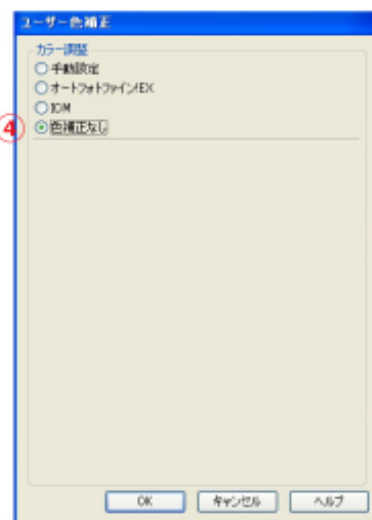 ユーザー色補正
カラー調整
手動設定
オートフォトファイン!EX
ICM
④ 色補正なし
OK キャンセル ヘルプ